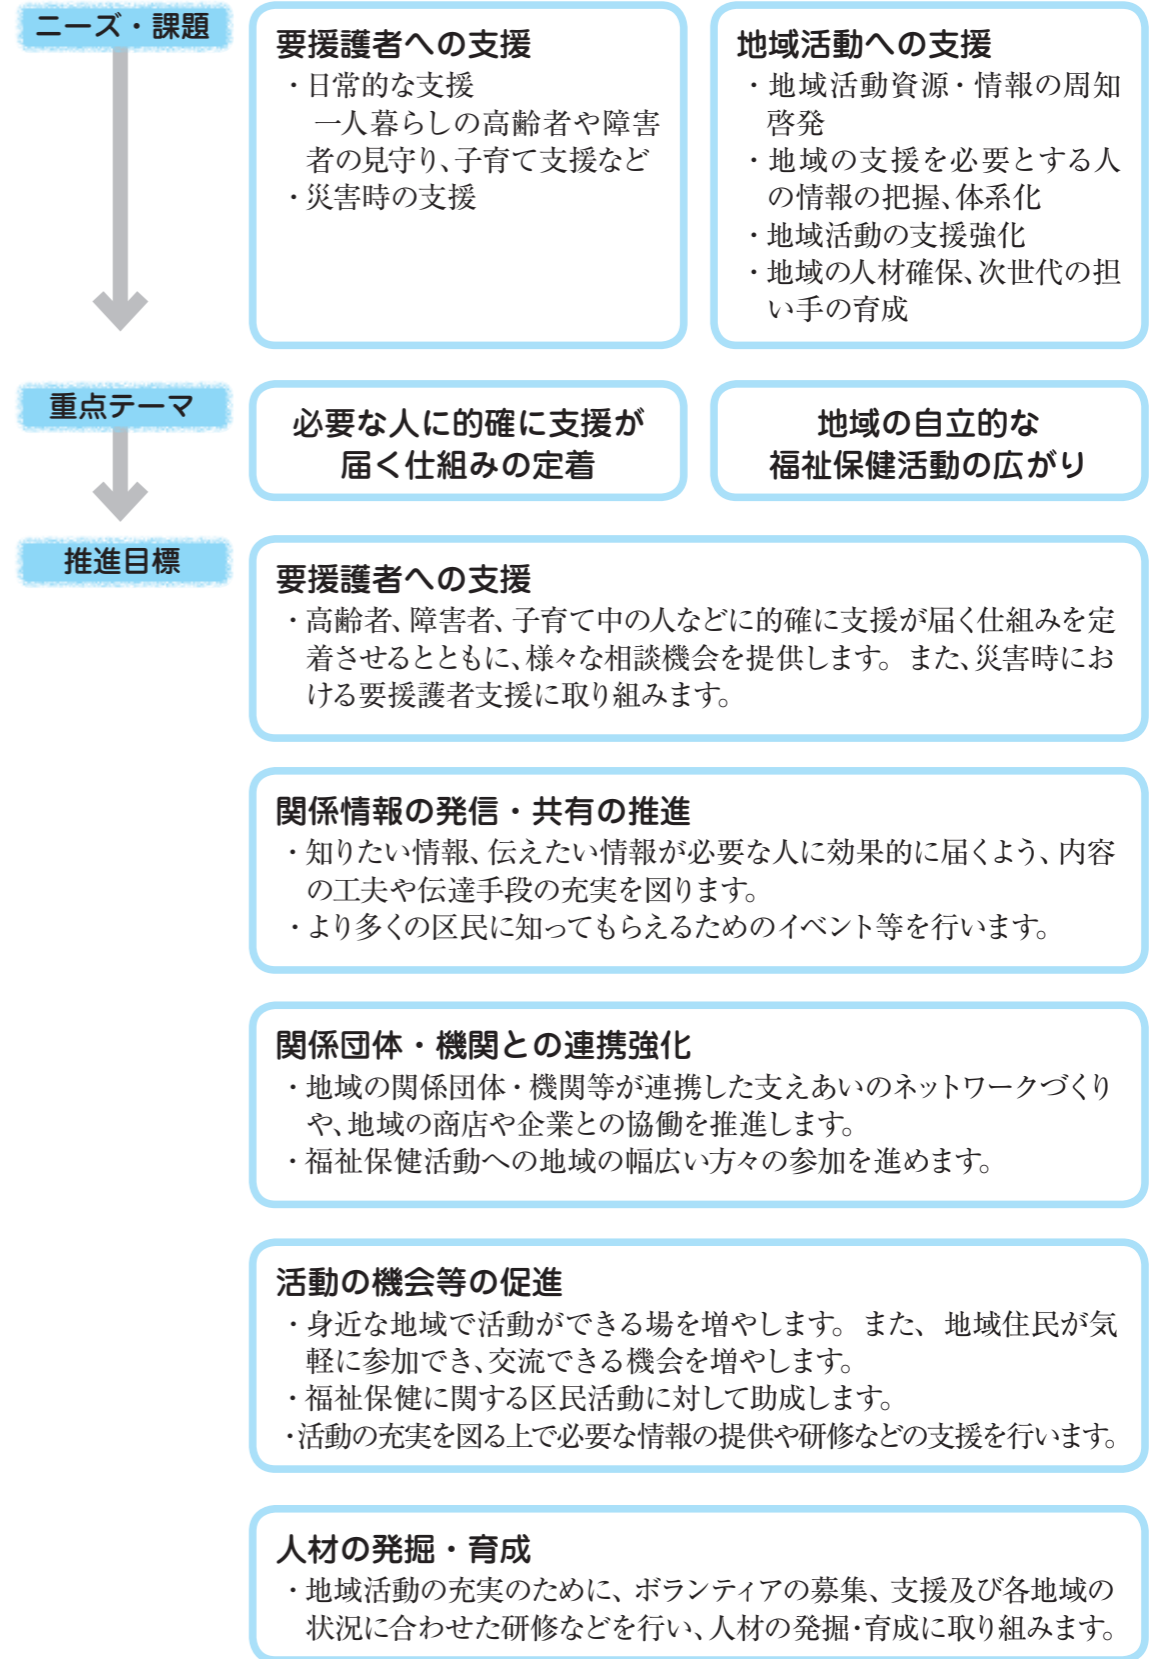 ニーズ・課題
要援護者への支援
・日常的な支援
一人暮らしの高齢者や障害
者の見守り、子育て支援など
・災害時の支援
地域活動への支援
・地域活動資源・情報の周知
啓発
・地域の支援を必要とする人
の情報の把握、体系化
・地域活動の支援強化
・地域の人材確保、次世代の担
い手の育成
重点テーマ
必要な人に的確に支援が
届く仕組みの定着
地域の自立的な
福祉保健活動の広がり
推進目標
要援護者への支援
・高齢者、障害者、子育て中の人などに的確に支援が届く仕組みを定
着させるとともに、様々な相談機会を提供します。また、災害時にお
ける要援護者支援に取り組みます。
関係情報の発信・共有の推進
・知りたい情報、伝えたい情報が必要な人に効果的に届くよう、内容
の工夫や伝達手段の充実を図ります。
・より多くの区民に知ってもらえるためのイベント等を行います。
関係団体・機関との連携強化
・地域の関係団体・機関等が連携した支えあいのネットワークづくり
や、地域の商店や企業との協働を推進します。
・福祉保健活動への地域の幅広い方々の参加を進めます。
活動の機会等の促進
・身近な地域で活動ができる場を増やします。また、地域住民が気
軽に参加でき、交流できる機会を増やします。
・福祉保健に関する区民活動に対して助成します。
・活動の充実を図る上で必要な情報の提供や研修などの支援を行います。
人材の発掘・育成
・地域活動の充実のために、ボランティアの募集、支援及び各地域の
状況に合わせた研修などを行い、人材の発掘・育成に取り組みます。